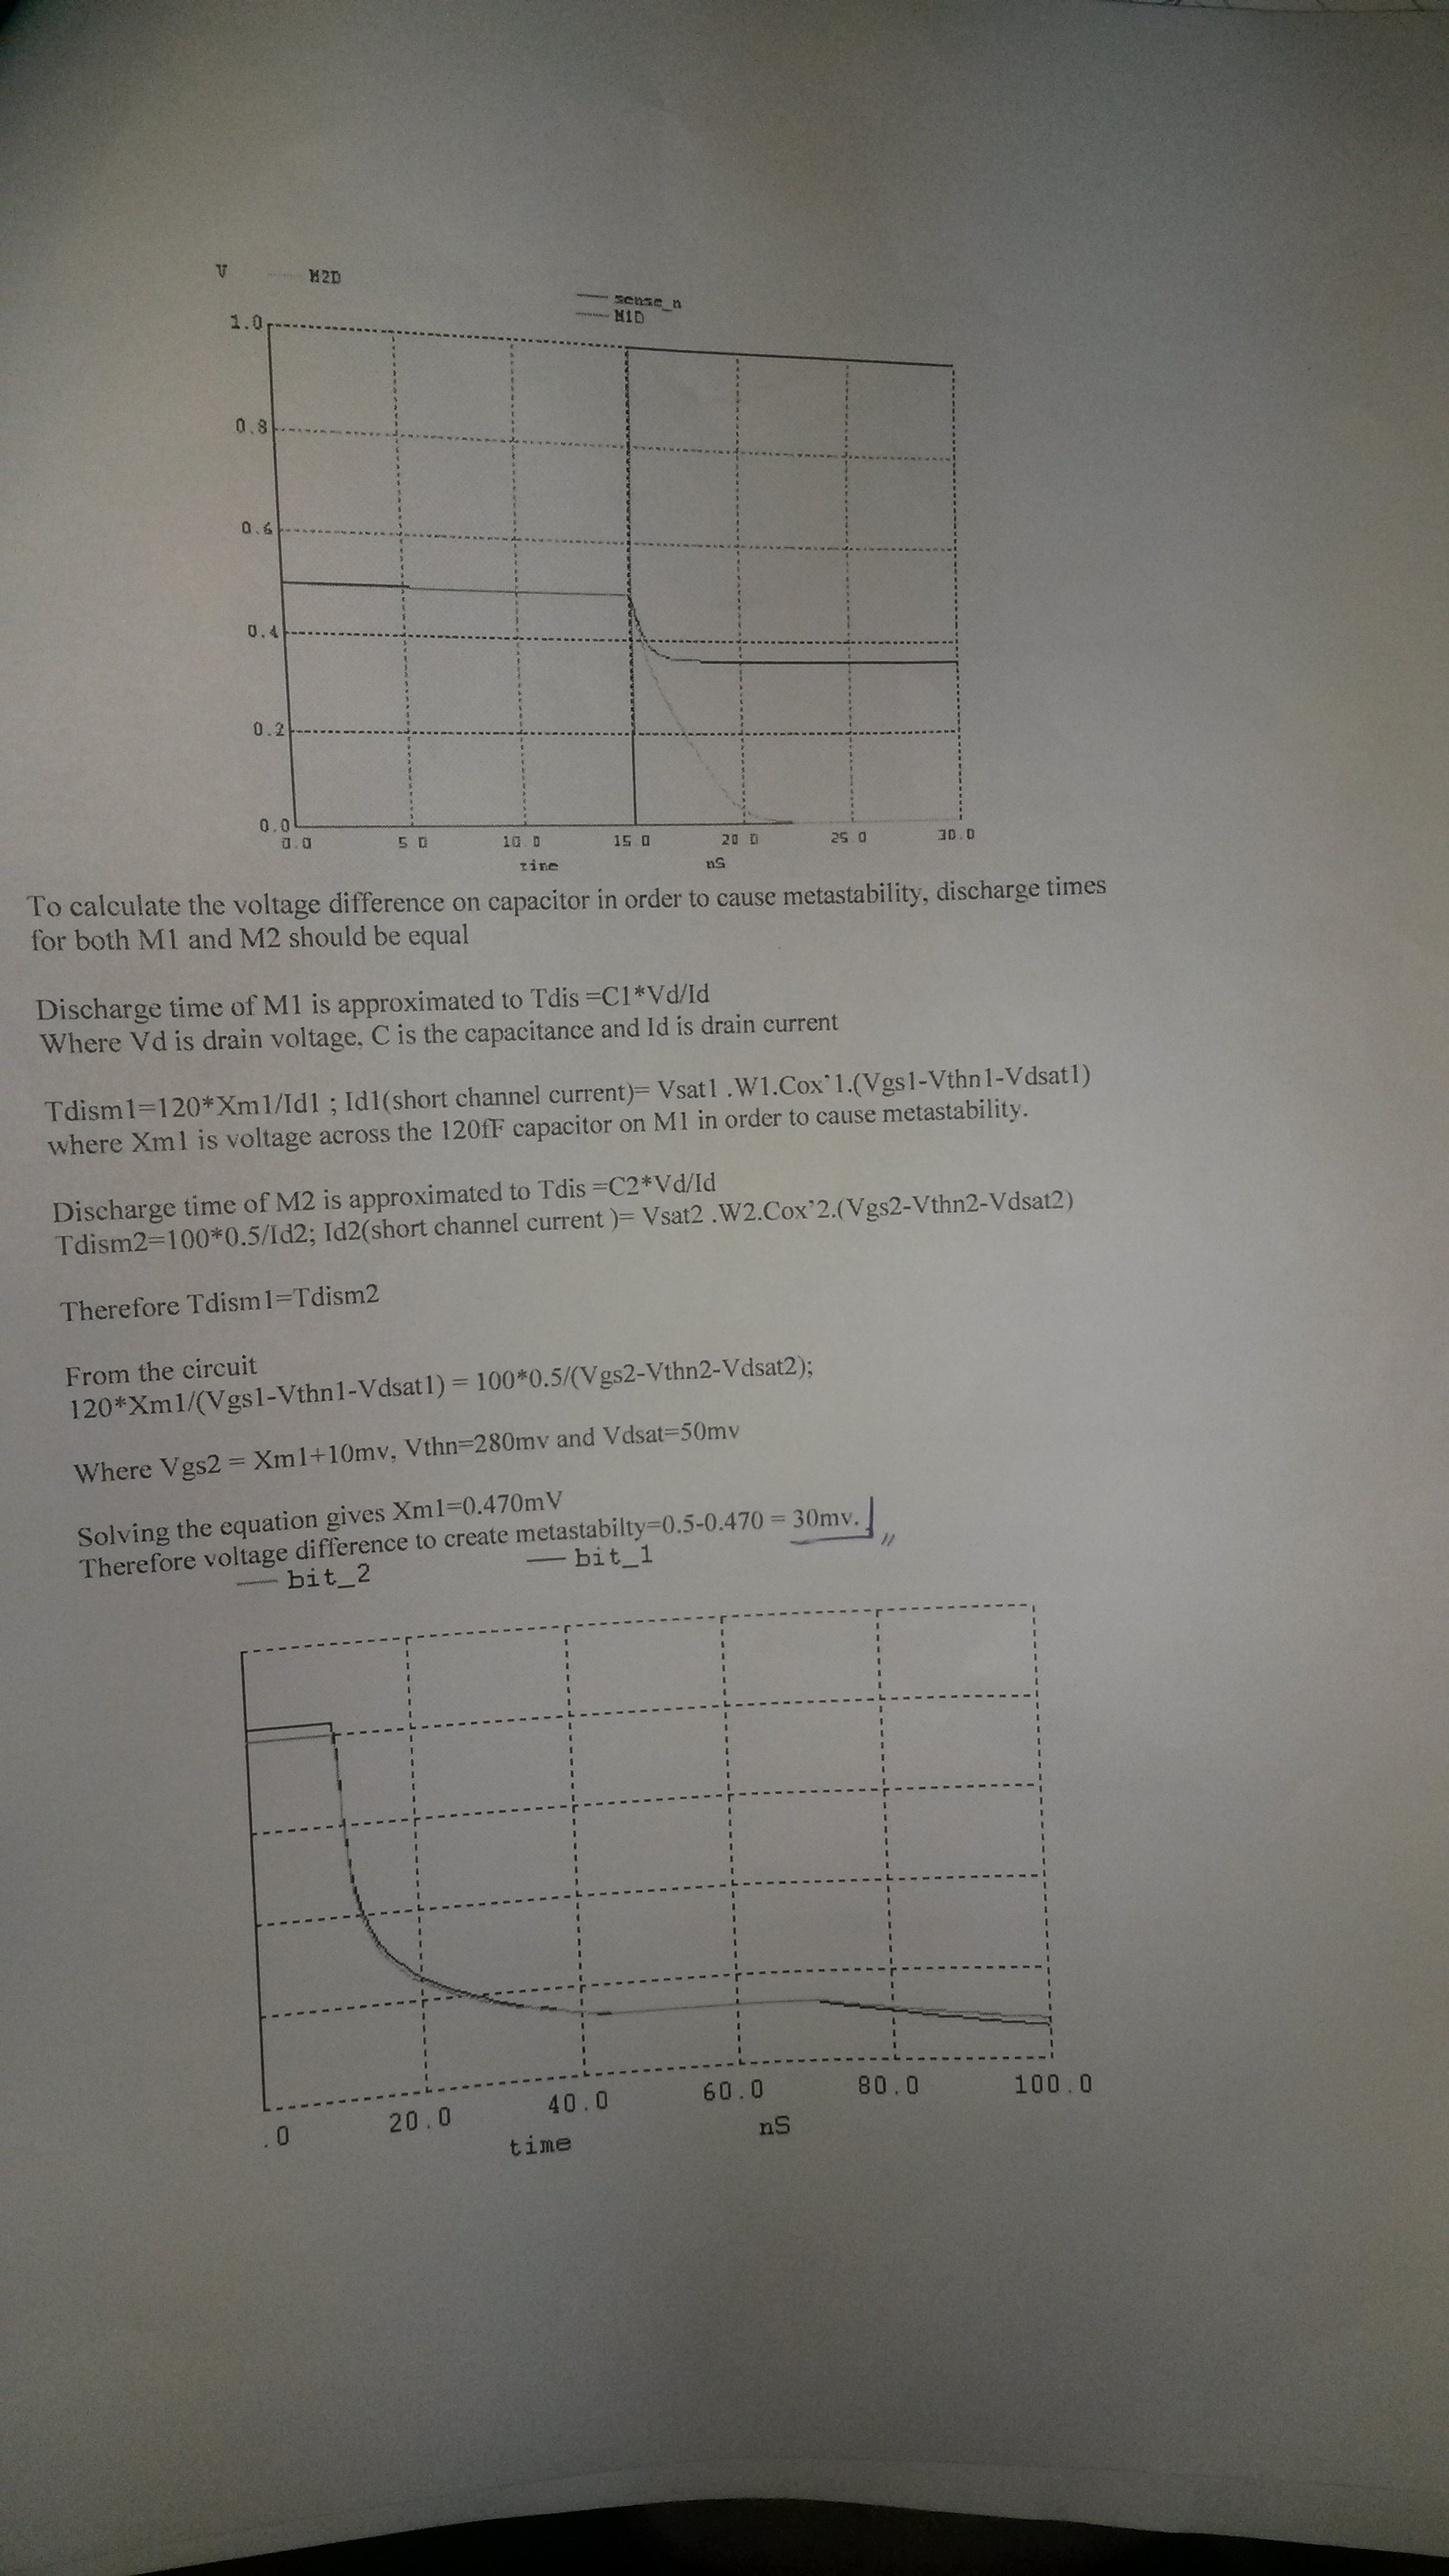 V
M2D
sense_n
M1D
1.0
0.8
0.6
0.4
0.2
0.0
0.0 5 0 10 0 15 0 20 0 25 0 30.0
time nS
To calculate the voltage difference on capacitor in order to cause metastability, discharge times
for both M1 and M2 should be equal
Discharge time of M1 is approximated to Tdis =C1*Vd/Id
Where Vd is drain voltage, C is the capacitance and Id is drain current
Tdism1=120*Xm1/Id1 ; Id1(short channel current)= Vsat1 .W1.Cox'1.(Vgs1-Vthn1-Vdsat1)
where Xm1 is voltage across the 120fF capacitor on M1 in order to cause metastability.
Discharge time of M2 is approximated to Tdis =C2*Vd/Id
Tdism2=100*0.5/Id2; Id2(short channel current )= Vsat2 .W2.Cox'2.(Vgs2-Vthn2-Vdsat2)
Therefore Tdism1=Tdism2
From the circuit
120*Xm1/(Vgs1-Vthn1-Vdsat1) = 100*0.5/(Vgs2-Vthn2-Vdsat2);
Where Vgs2 = Xm1+10mv, Vthn=280mv and Vdsat=50mv
Solving the equation gives Xm1=0.470mV
Therefore voltage difference to create metastabilty=0.5-0.470 = 30mv.
bit_2 bit_1
.0 20.0 40.0 60.0 80.0 100.0
time nS